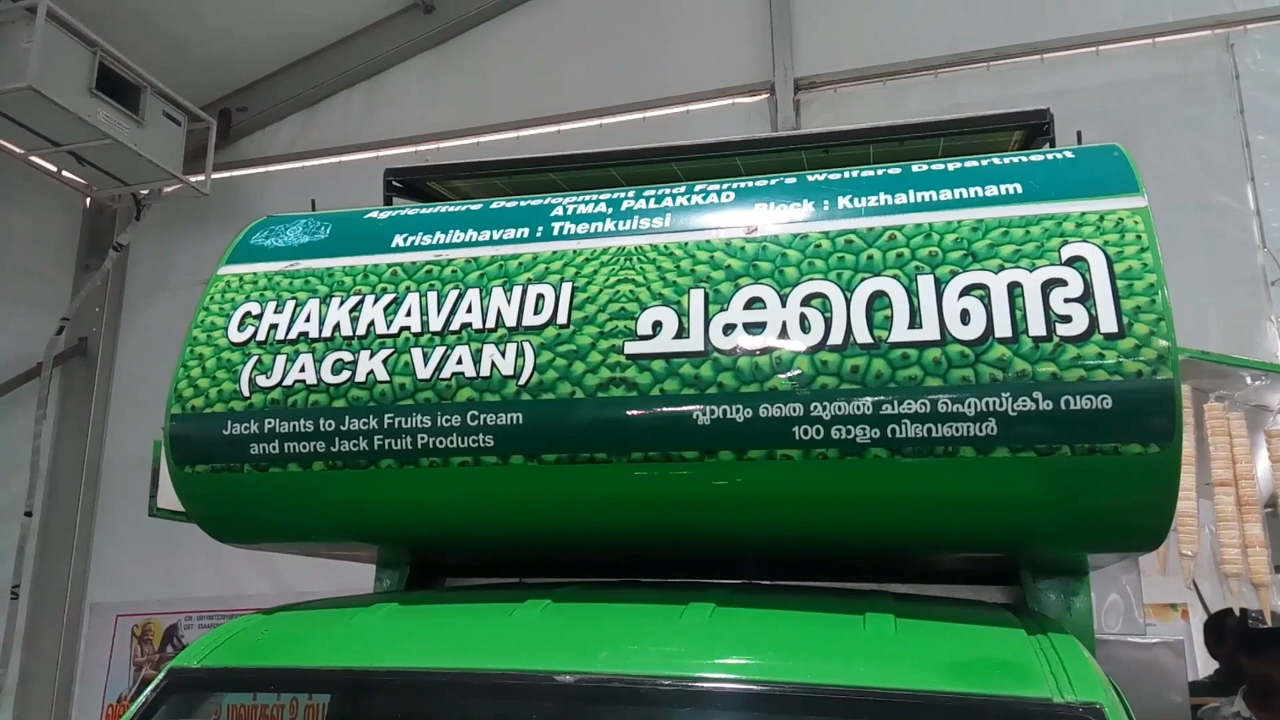 Agriculture Development and Farmer's Welfare Department
ATMA, PALAKKAD
Krishibhavan : Thenkuissi Block : Kuzhalmannam
CHAKKAVANDI
(JACK VAN)
ചക്കവണ്ടി
Jack Plants to Jack Fruits ice Cream
and more Jack Fruit Products
പ്ലാവും തൈ മുതൽ ചക്ക ഐസ്ക്രീം വരെ
100 ഓളം വിഭവങ്ങൾ